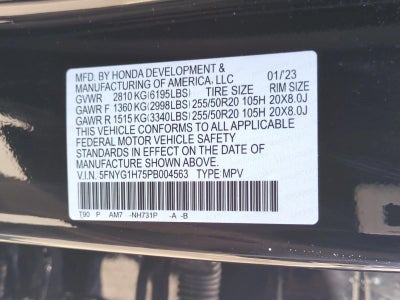 MFD. BY HONDA DEVELOPMENT & 01/'23
MANUFACTURING OF AMERICA, LLC
GVWR 2810 KG(6195LBS) TIRE SIZE RIM SIZE
GAWR F 1360 KG(2998LBS) 255/50R20 105H 20X8.0J
GAWR R 1515 KG(3340LBS) 255/50R20 105H 20X8.0J
THIS VEHICLE CONFORMS TO ALL APPLICABLE
FEDERAL MOTOR VEHICLE SAFETY
STANDARDS IN EFFECT ON THE DATE OF
MANUFACTURE SHOWN ABOVE.
V.I.N. 5FNYG1H75PB004563 TYPE MPV
T90 P AM7 -NH731P -A -B